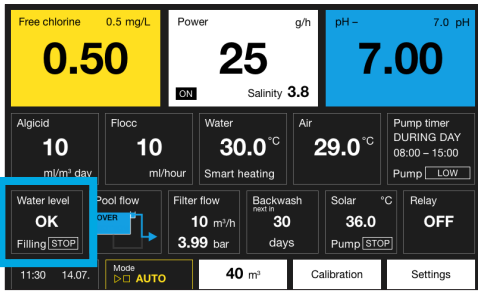 Free chlorine 0.5 mg/L
0.50
Power g/h
25
ON Salinity 3.8
pH – 7.0 pH
7.00
Algicid
10
ml/m³ day
Flocc
10
ml/hour
Water
30.0 °C
Smart heating
Air
29.0 °C
Pump timer
DURING DAY
08:00 – 15:00
Pump LOW
Water level
OK
Filling STOP
Pool flow
OVER
Filter flow
10 m³/h
3.99 bar
Backwash
next in
30
days
Solar °C
36.0
Pump STOP
Relay
OFF
11:30 14.07.
Mode
AUTO
40 m³
Calibration
Settings